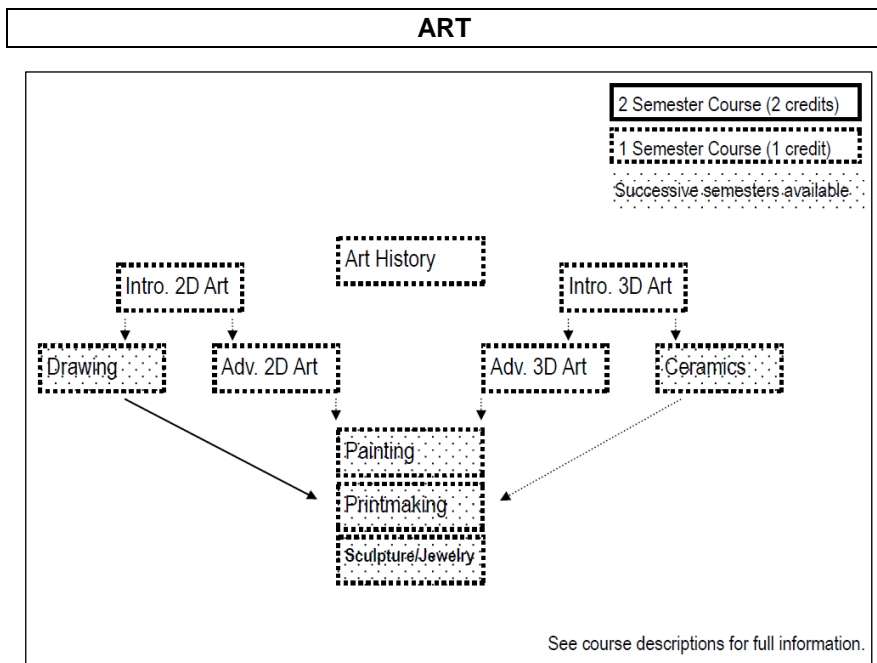 ART
2 Semester Course (2 credits)
1 Semester Course (1 credit)
Successive semesters available
Art History
Intro. 2D Art
Intro. 3D Art
Drawing
Adv. 2D Art
Adv. 3D Art
Ceramics
Painting
Printmaking
Sculpture/Jewelry
See course descriptions for full information.